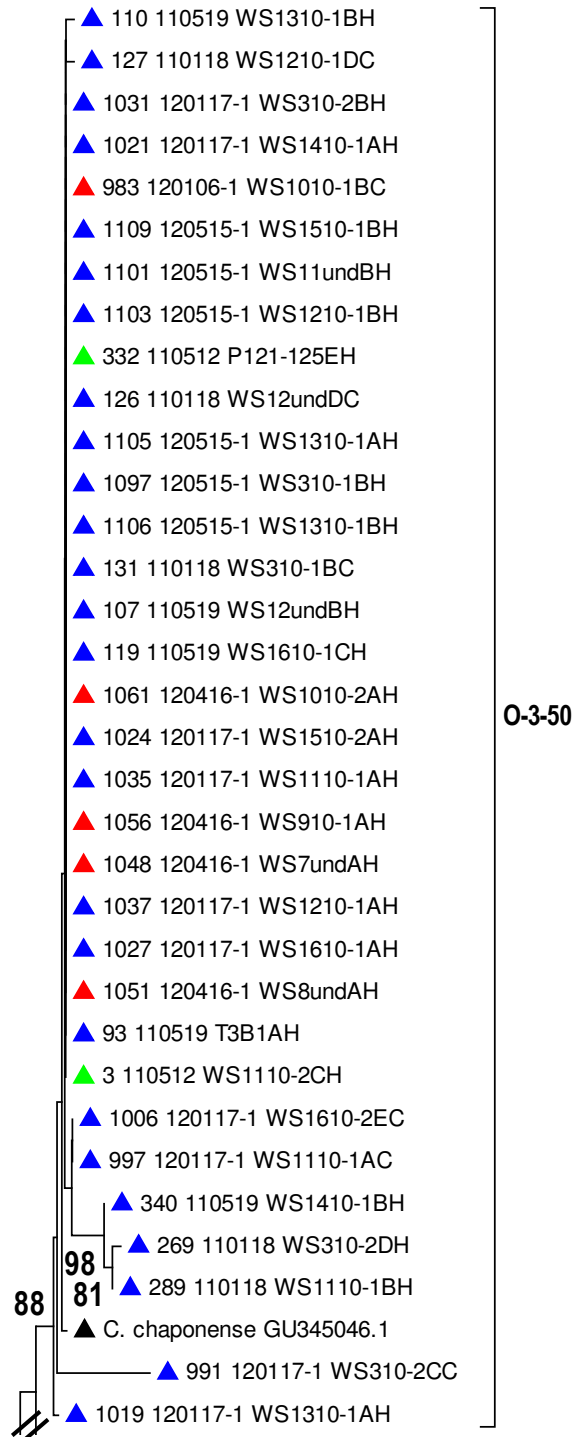 110 110519 WS1310-1BH
127 110118 WS1210-1DC
1031 120117-1 WS310-2BH
1021 120117-1 WS1410-1AH
983 120106-1 WS1010-1BC
1109 120515-1 WS1510-1BH
1101 120515-1 WS11undBH
1103 120515-1 WS1210-1BH
332 110512 P121-125EH
126 110118 WS12undDC
1105 120515-1 WS1310-1AH
1097 120515-1 WS310-1BH
1106 120515-1 WS1310-1BH
131 110118 WS310-1BC
107 110519 WS12undBH
119 110519 WS1610-1CH
1061 120416-1 WS1010-2AH
O-3-50
1024 120117-1 WS1510-2AH
1035 120117-1 WS1110-1AH
1056 120416-1 WS910-1AH
1048 120416-1 WS7undAH
1037 120117-1 WS1210-1AH
1027 120117-1 WS1610-1AH
1051 120416-1 WS8undAH
93 110519 T3B1AH
3 110512 WS1110-2CH
1006 120117-1 WS1610-2EC
997 120117-1 WS1110-1AC
340 110519 WS1410-1BH
269 110118 WS310-2DH
98
289 110118 WS1110-1BH
81
88
C. chaponense GU345046.1
991 120117-1 WS310-2CC
1019 120117-1 WS1310-1AH